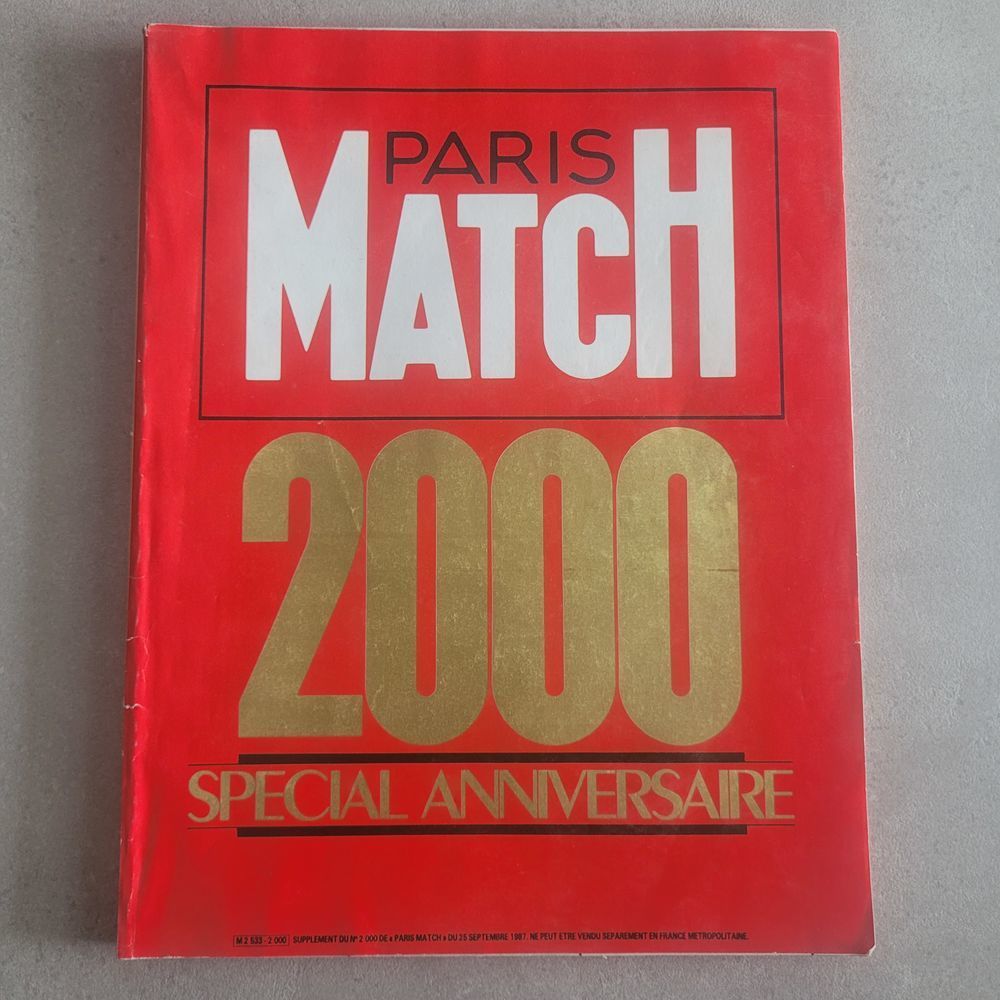 PARIS
MATCH
2000
SPECIAL ANNIVERSAIRE
M 2 533 - 2 000 SUPPLEMENT DU N° 2 000 DE « PARIS MATCH » DU 25 SEPTEMBRE 1987. NE PEUT ETRE VENDU SEPAREMENT EN FRANCE METROPOLITAINE.